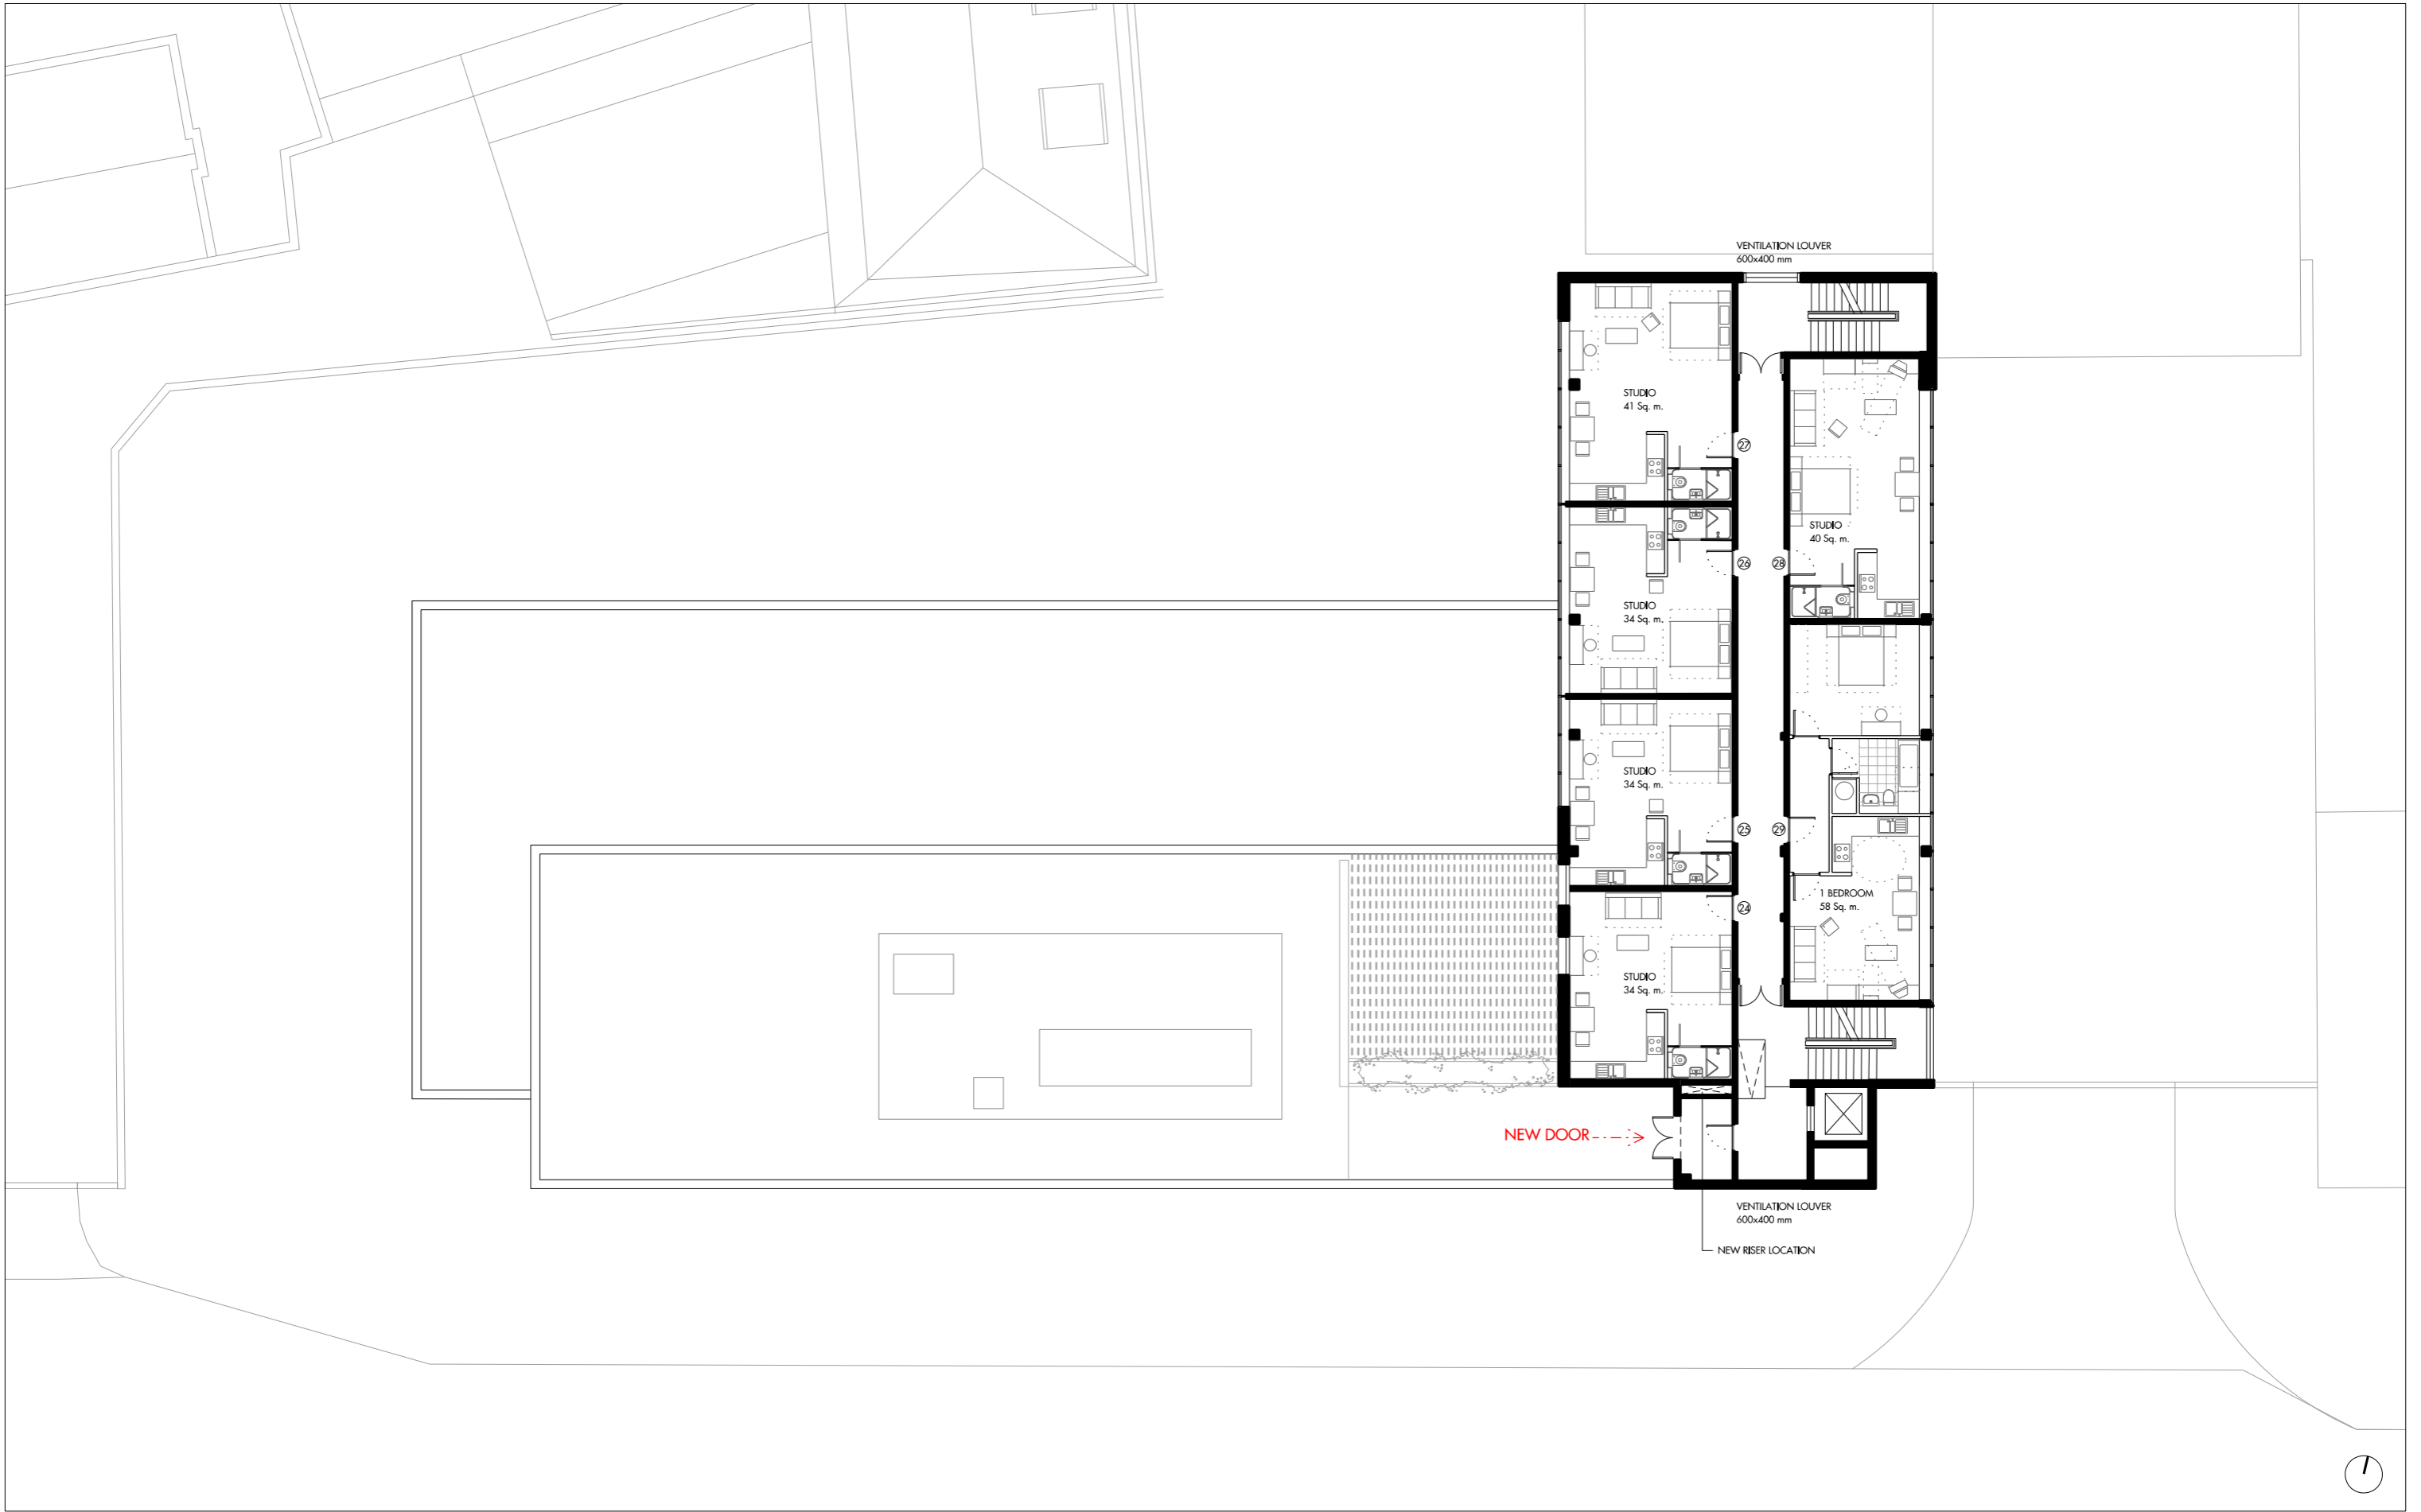 VENTILATION LOUVER
600x400 mm
STUDIO
41 Sq. m.
27
STUDIO
40 Sq. m.
26
28
STUDIO
34 Sq. m.
STUDIO
34 Sq. m.
25
29
1 BEDROOM
58 Sq. m.
24
STUDIO
34 Sq. m.
NEW DOOR
VENTILATION LOUVER
600x400 mm
NEW RISER LOCATION